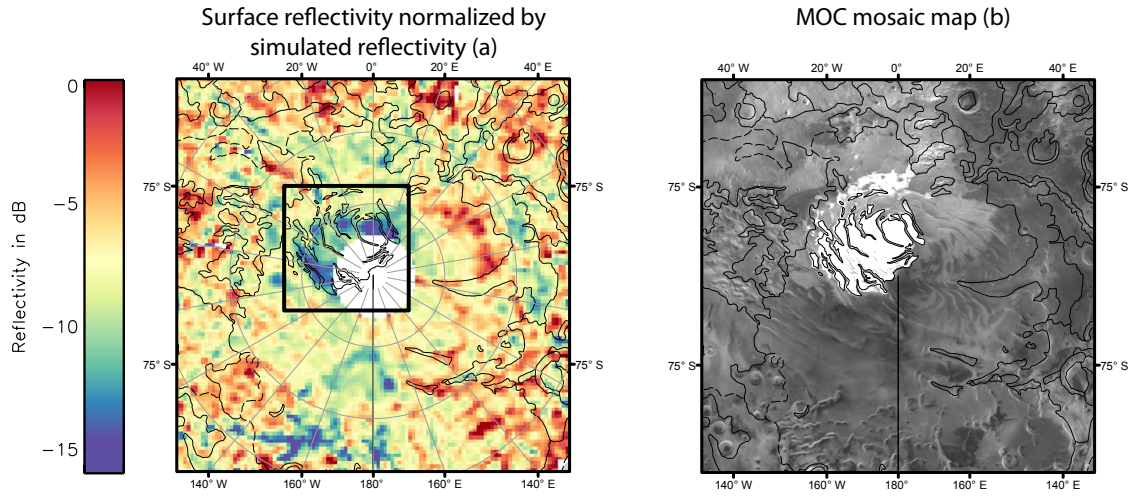 Surface reflectivity normalized by
simulated reflectivity (a)
MOC mosaic map (b)
40° W 20° W 0° 20° E 40° E
40° W 20° W 0° 20° E 40° E
0
−5
−10
−15
Reflectivity in dB
75° S 75° S 75° S 75° S
75° S 75° S
140° W 160° W 180° 160° E 140° E
140° W 160° W 180° 160° E 140° E